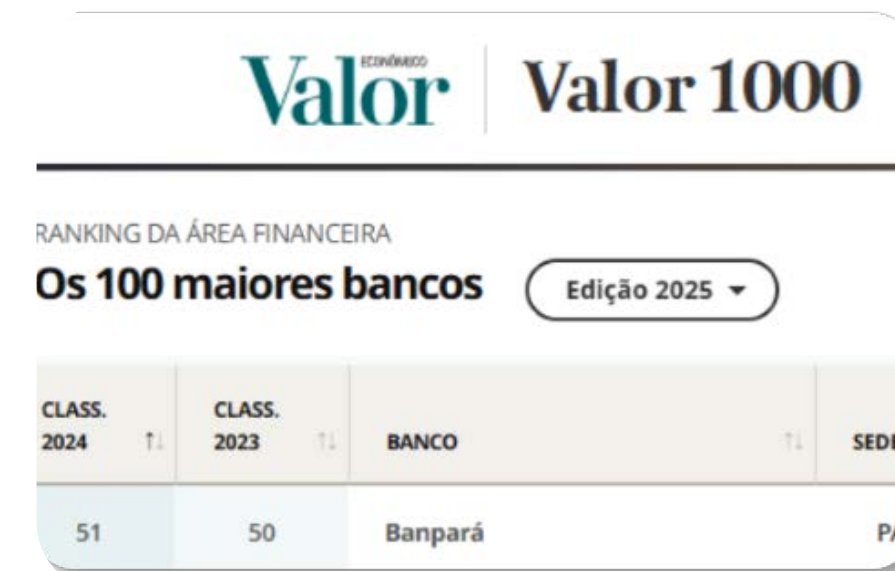 Valor ECONÔMICO Valor 1000
RANKING DA ÁREA FINANCEIRA
Os 100 maiores bancos Edição 2025
CLASS. 2024 CLASS. 2023 BANCO SEDE
51 50 Banpará